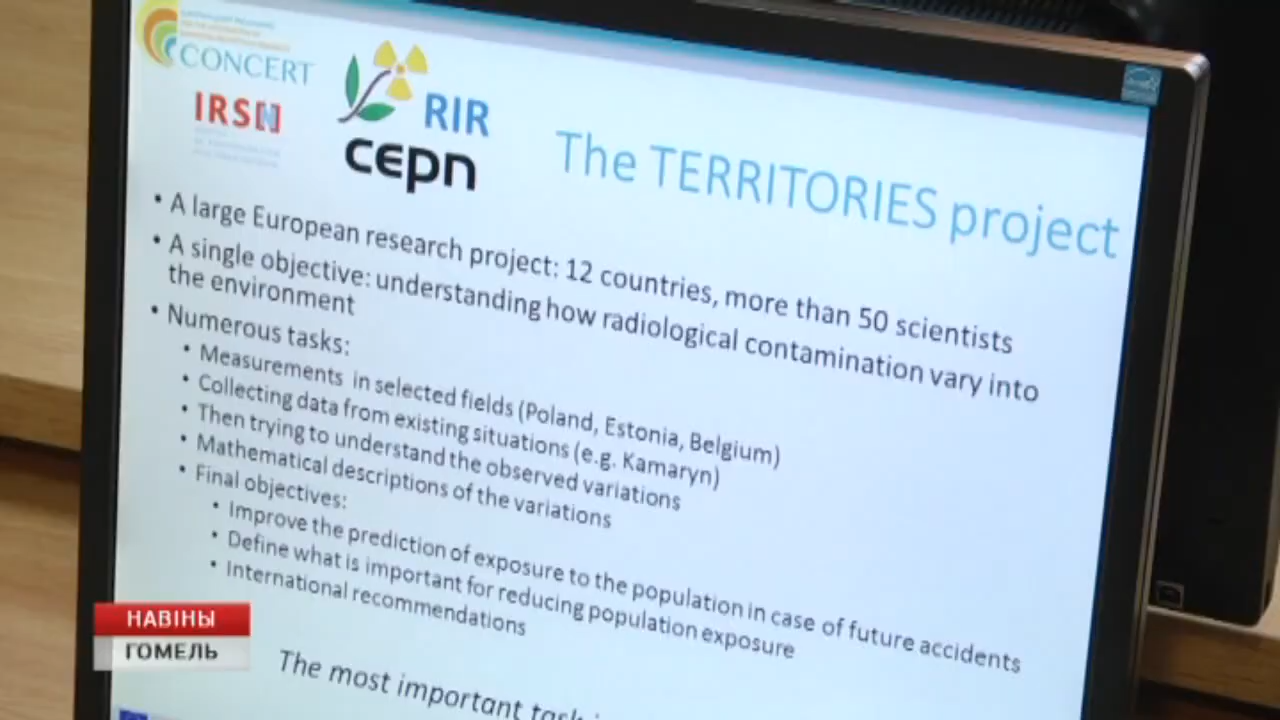 CONCERT
IRSN
RIR
cepn
The TERRITORIES project
• A large European research project: 12 countries, more than 50 scientists
• A single objective: understanding how radiological contamination vary into
the environment
• Numerous tasks:
• Measurements in selected fields (Poland, Estonia, Belgium)
• Collecting data from existing situations (e.g. Kamaryn)
• Then trying to understand the observed variations
• Mathematical descriptions of the variations
• Final objectives:
• Improve the prediction of exposure to the population in case of future accidents
• Define what is important for reducing population exposure
• International recommendations
The most important task
НАВІНЫ
ГОМЕЛЬ